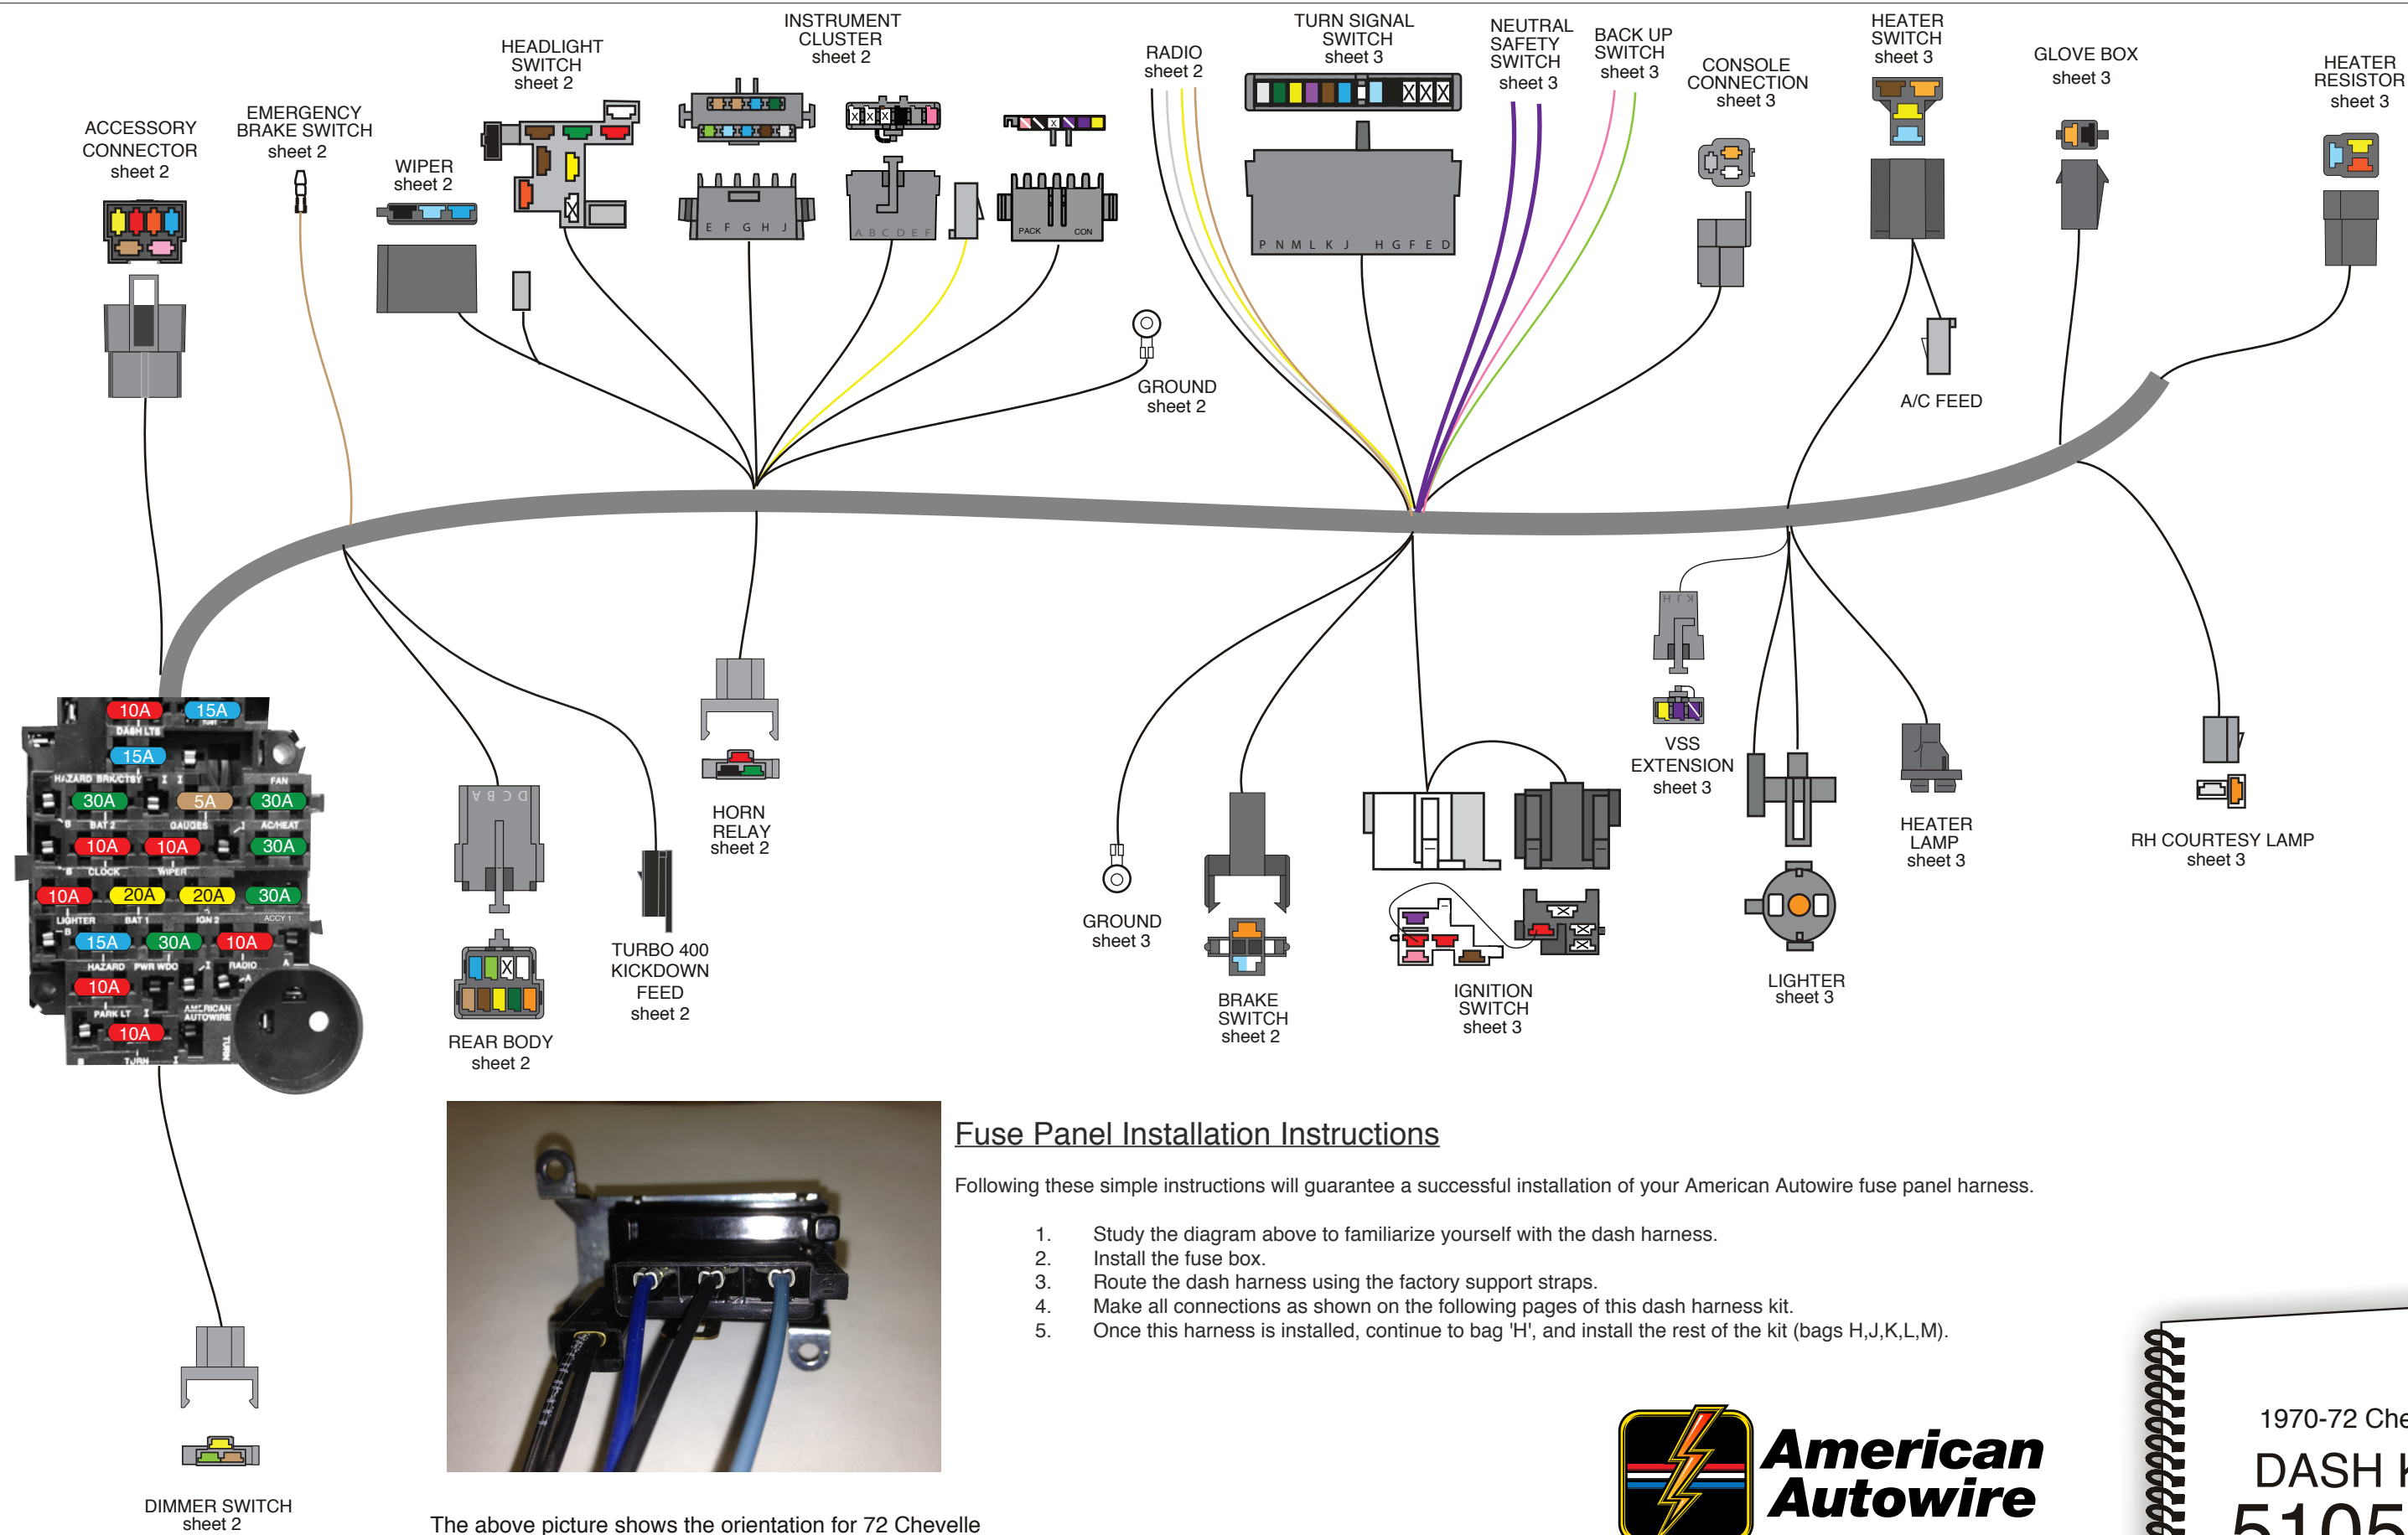 ACCESSORY
CONNECTOR
sheet 2
EMERGENCY
BRAKE SWITCH
sheet 2
WIPER
sheet 2
HEADLIGHT
SWITCH
sheet 2
INSTRUMENT
CLUSTER
sheet 2
E F G H J
A B C D E F
PACK CON
GROUND
sheet 2
RADIO
sheet 2
TURN SIGNAL
SWITCH
sheet 3
P N M L K J H G F E D
NEUTRAL
SAFETY
SWITCH
sheet 3
BACK UP
SWITCH
sheet 3
CONSOLE
CONNECTION
sheet 3
HEATER
SWITCH
sheet 3
A/C FEED
GLOVE BOX
sheet 3
HEATER
RESISTOR
sheet 3
10A 15A
DASH LTS
15A
HAZARD BRK/CTSY I I FAN
30A 5A 30A
B BAT 2 GAUGES I AC/HEAT
10A 10A 30A
B CLOCK WIPER
10A 20A 20A 30A
LIGHTER BAT 1 IGN 2 ACCY 1
B
15A 30A 10A
HAZARD PWR WDO I RADIO A
10A A
PARK LT I AMERICAN
AUTOWIRE
10A
B TURN I TURN
D C B A
REAR BODY
sheet 2
TURBO 400
KICKDOWN
FEED
sheet 2
HORN
RELAY
sheet 2
GROUND
sheet 3
BRAKE
SWITCH
sheet 2
IGNITION
SWITCH
sheet 3
K J H
VSS
EXTENSION
sheet 3
LIGHTER
sheet 3
HEATER
LAMP
sheet 3
RH COURTESY LAMP
sheet 3
DIMMER SWITCH
sheet 2
The above picture shows the orientation for 72 Chevelle
Fuse Panel Installation Instructions
Following these simple instructions will guarantee a successful installation of your American Autowire fuse panel harness.
1. Study the diagram above to familiarize yourself with the dash harness.
2. Install the fuse box.
3. Route the dash harness using the factory support straps.
4. Make all connections as shown on the following pages of this dash harness kit.
5. Once this harness is installed, continue to bag 'H', and install the rest of the kit (bags H,J,K,L,M).
American
Autowire
1970-72 Che
DASH K
5105